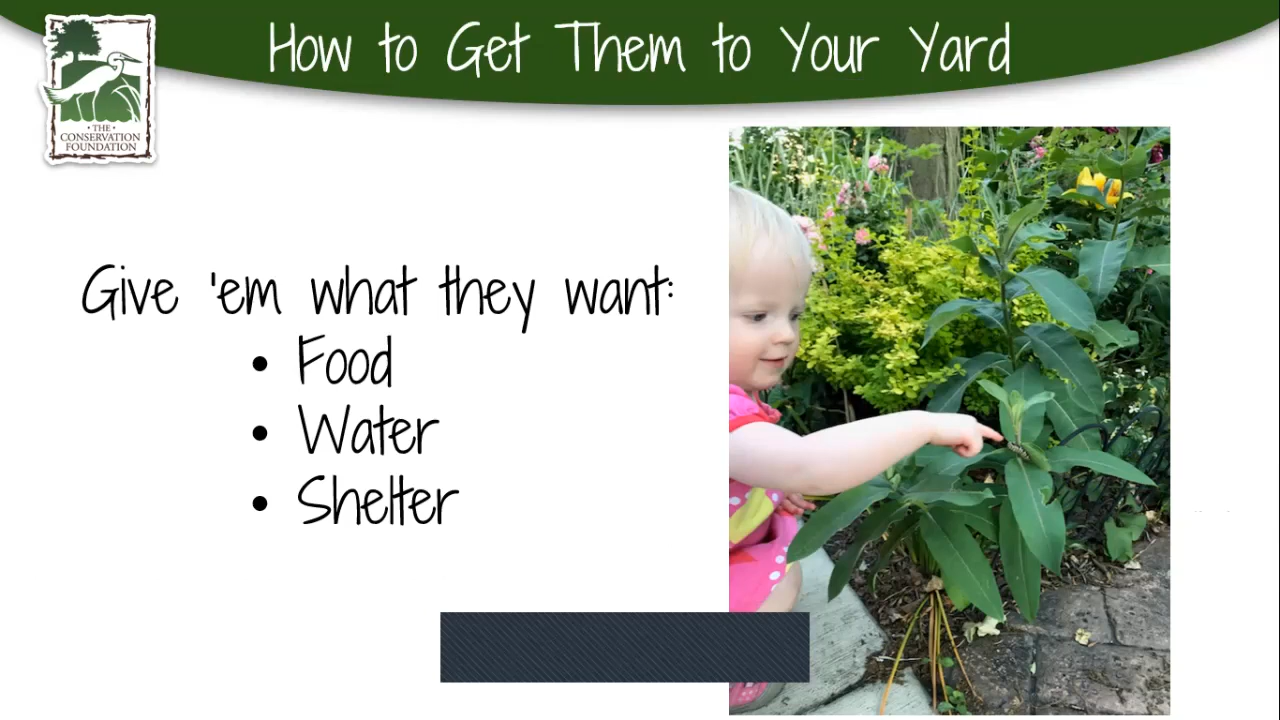 How to Get Them to Your Yard
• THE •
CONSERVATION
FOUNDATION
Give 'em what they want:
• Food
• Water
• Shelter